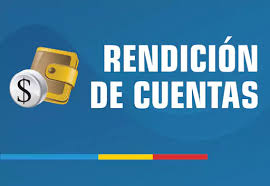 RENDICIÓN
DE CUENTAS
$